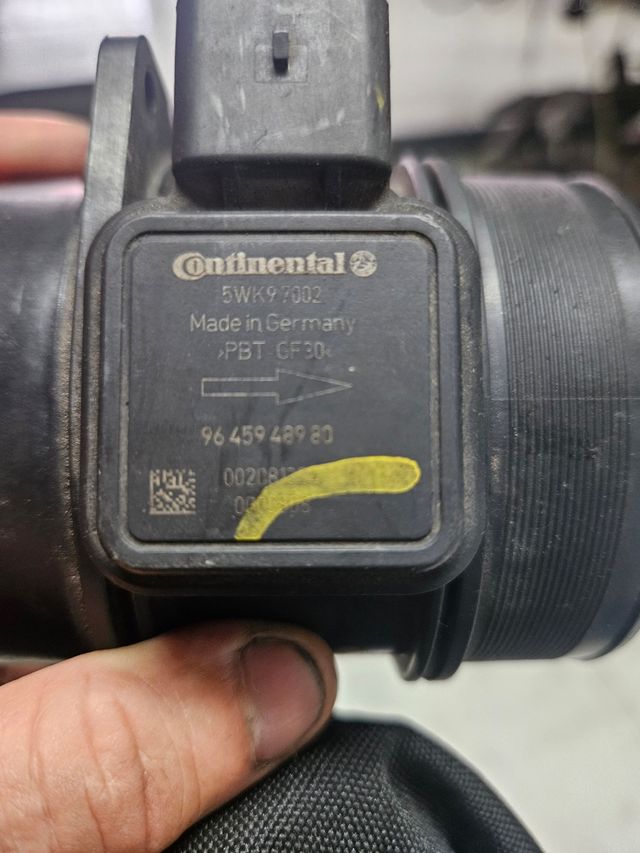 Continental
5WK9 7002
Made in Germany
>PBT-GF30<
96 459 489 80